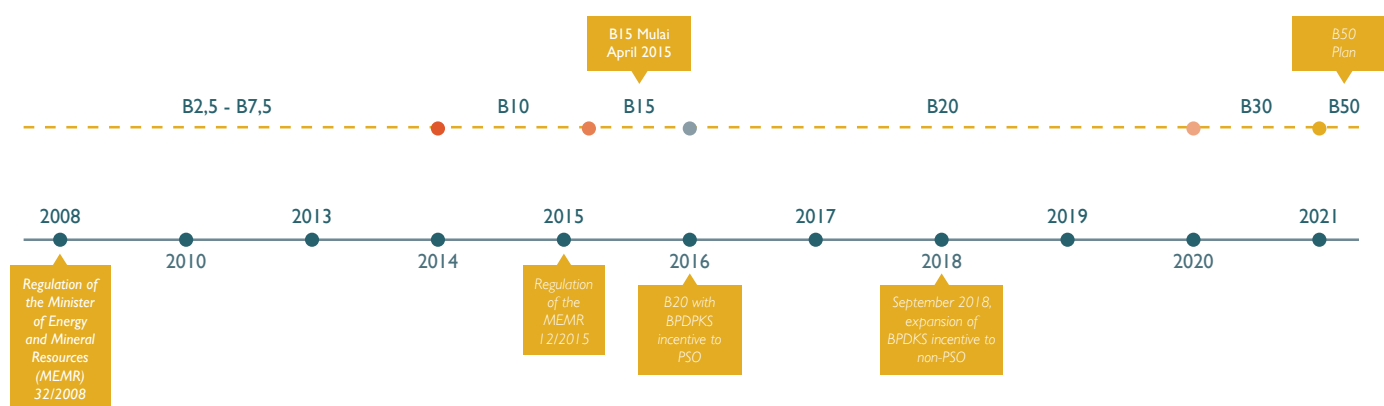 B15 Mulai
April 2015
B50
Plan
B2,5 - B7,5
B10
B15
B20
B30
B50
2008
2013
2015
2017
2019
2021
2010
2014
2016
2018
2020
Regulation of
the Minister
of Energy
and Mineral
Resources
(MEMR)
32/2008
Regulation
of the
MEMR
12/2015
B20 with
BPDPKS
incentive to
PSO
September 2018,
expansion of
BPDKS incentive to
non-PSO